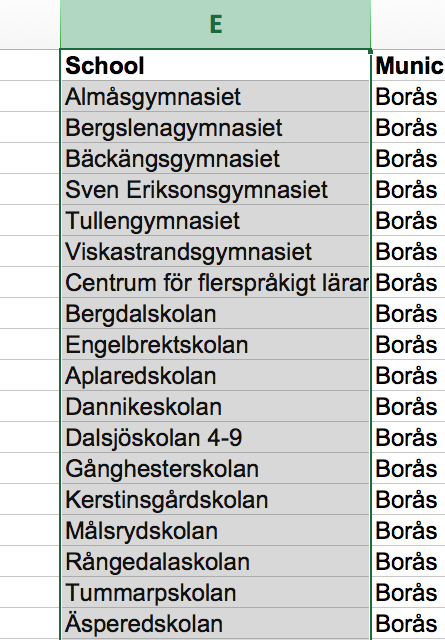 E
School Munic
Almåsgymnasiet Borås
Bergslenagymnasiet Borås
Bäckängsgymnasiet Borås
Sven Eriksonsgymnasiet Borås
Tullengymnasiet Borås
Viskastrandsgymnasiet Borås
Centrum för flerspråkigt lärar Borås
Bergdalskolan Borås
Engelbrektskolan Borås
Aplaredskolan Borås
Dannikeskolan Borås
Dalsjöskolan 4-9 Borås
Gånghesterskolan Borås
Kerstinsgårdskolan Borås
Målsrydskolan Borås
Rångedalaskolan Borås
Tummarpskolan Borås
Äsperedskolan Borås